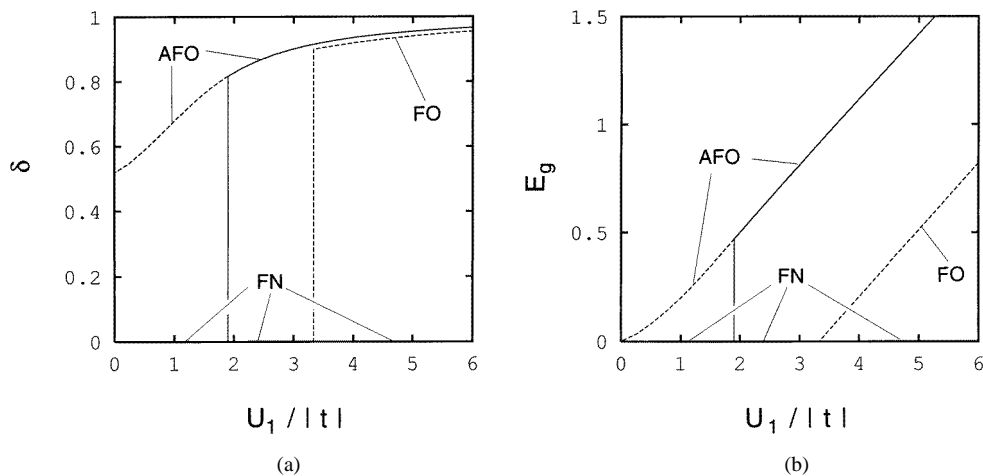 1
0.8
0.6
0.4
0.2
0
δ
AFO
FO
FN
0 1 2 3 4 5 6
U₁ / | t |
(a)
1.5
1
0.5
0
E_g
AFO
FO
FN
0 1 2 3 4 5 6
U₁ / | t |
(b)